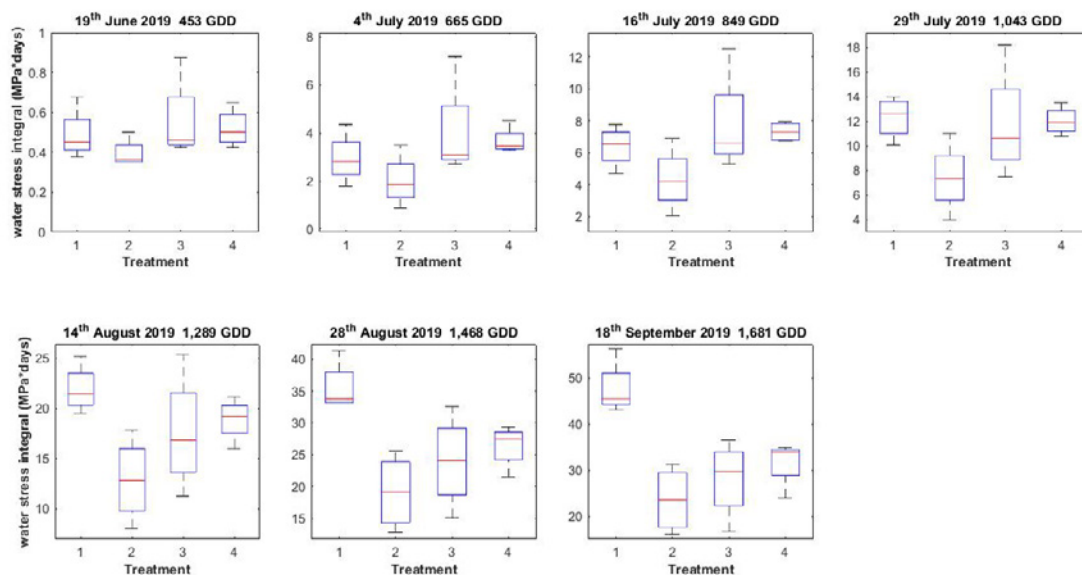 19th June 2019 453 GDD
water stress integral (MPa*days)
1
0.8
0.6
0.4
0.2
0
1 2 3 4
Treatment
4th July 2019 665 GDD
8
6
4
2
0
1 2 3 4
Treatment
16th July 2019 849 GDD
12
10
8
6
4
2
1 2 3 4
Treatment
29th July 2019 1,043 GDD
18
16
14
12
10
8
6
4
1 2 3 4
Treatment
14th August 2019 1,289 GDD
water stress integral (MPa*days)
25
20
15
10
1 2 3 4
Treatment
28th August 2019 1,468 GDD
40
35
30
25
20
15
1 2 3 4
Treatment
18th September 2019 1,681 GDD
50
40
30
20
1 2 3 4
Treatment